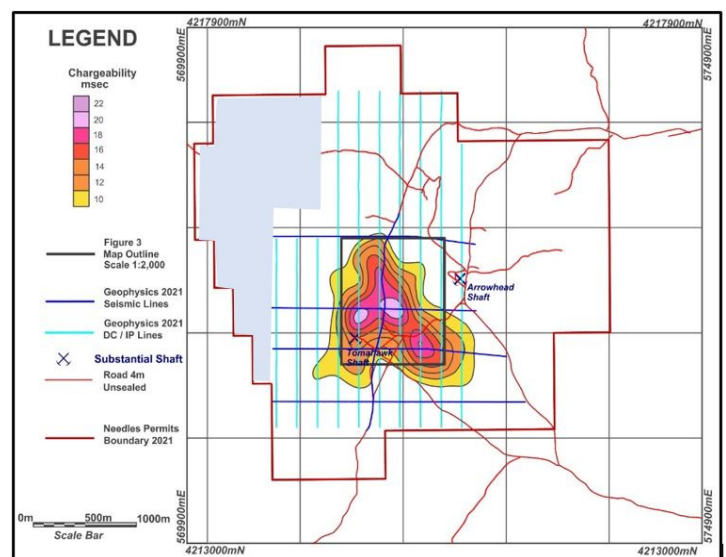 LEGEND
Chargeability
msec
22
20
18
16
14
12
10
Figure 3
Map Outline
Scale 1:2,000
Geophysics 2021
Seismic Lines
Geophysics 2021
DC / IP Lines
Substantial Shaft
Road 4m
Unsealed
Needles Permits
Boundary 2021
0m 500m 1000m
Scale Bar
4217900mN
4217900mN
569900mE
574900mE
Arrowhead
Shaft
Tomahawk
Shaft
569900mE
574900mE
4213000mN
4213000mN